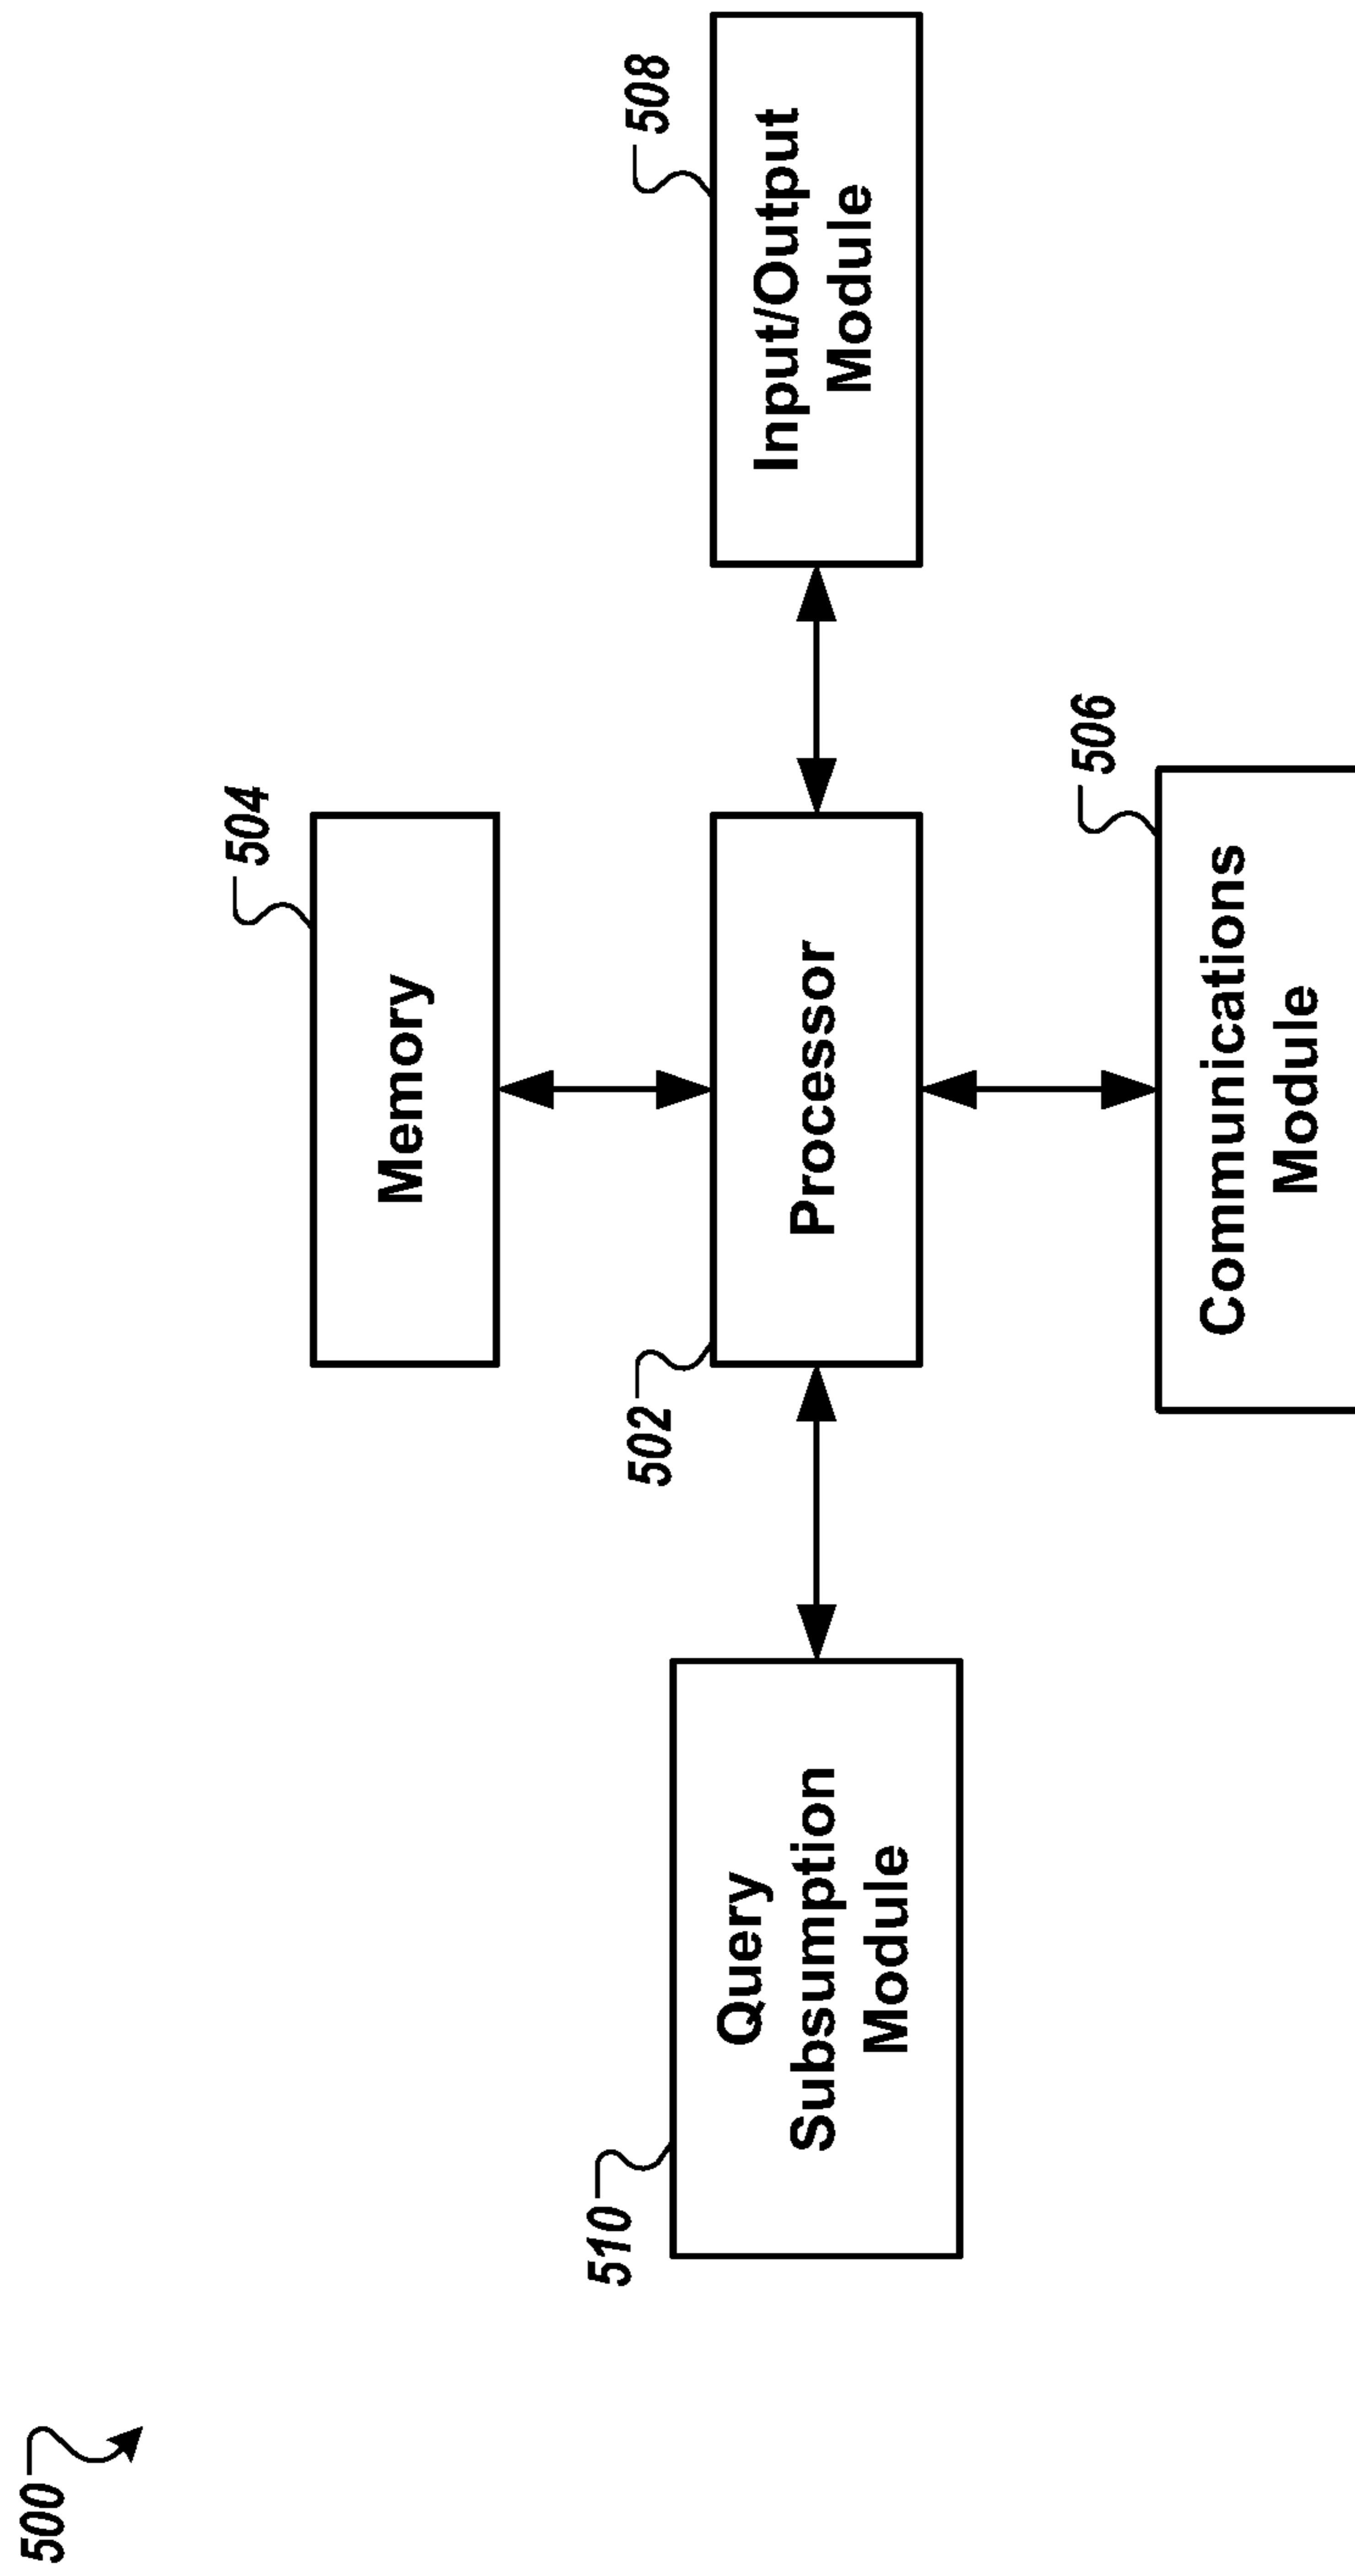 500
504
Memory
510
Query
Subsumption
Module
502
Processor
508
Input/Output
Module
506
Communications
Module